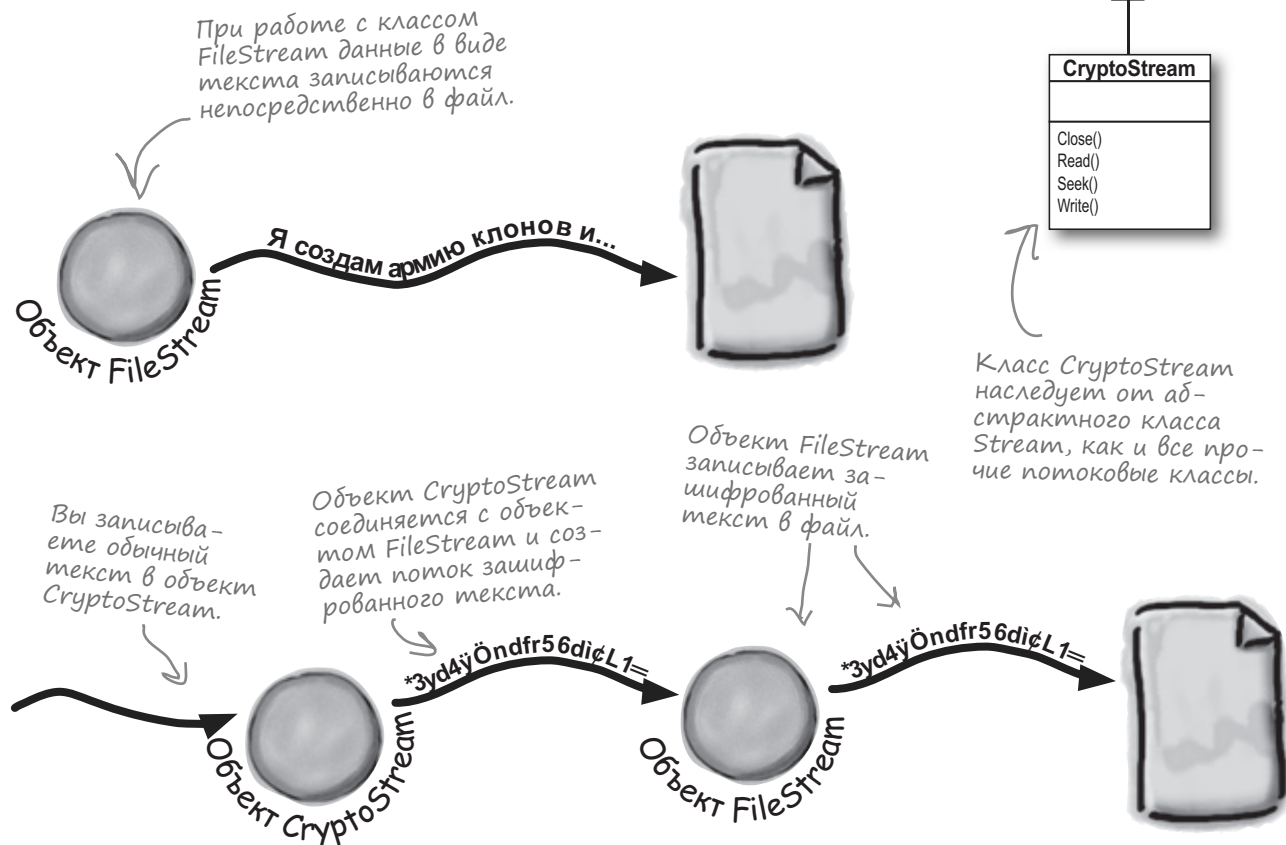 При работе с классом
FileStream данные в виде
текста записываются
непосредственно в файл.
CryptoStream
Close()
Read()
Seek()
Write()
Я создам армию клонов и...
Объект FileStream
Класс CryptoStream
наследует от аб-
страктного класса
Stream, как и все про-
чие потоковые классы.
Объект FileStream
записывает за-
шифрованный
текст в файл.
Объект CryptoStream
соединяется с объек-
том FileStream и соз-
дает поток зашиф-
рованного текста.
Вы записыва-
ете обычный
текст в объект
CryptoStream.
*3yd4ÿÖndfr56dì¢L1=
*3yd4ÿÖndfr56dì¢L1=
Объект CryptoStream
Объект FileStream